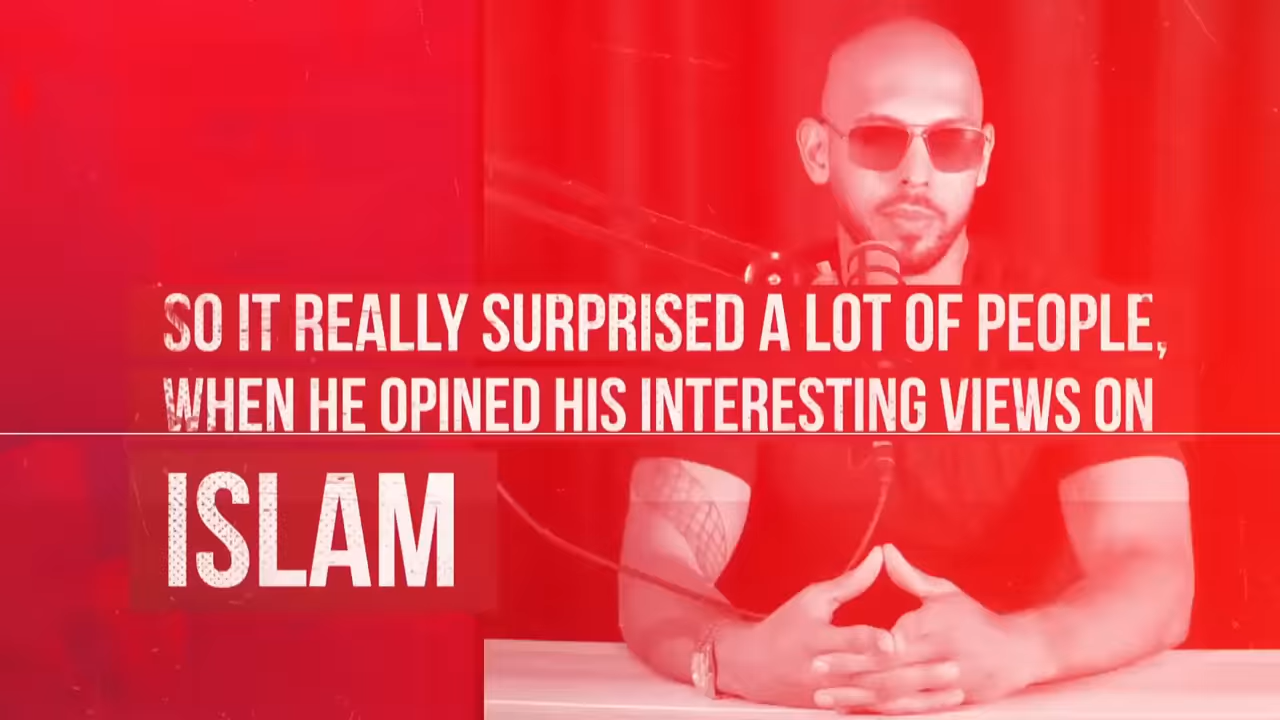 SO IT REALLY SURPRISED A LOT OF PEOPLE,
WHEN HE OPINED HIS INTERESTING VIEWS ON
ISLAM